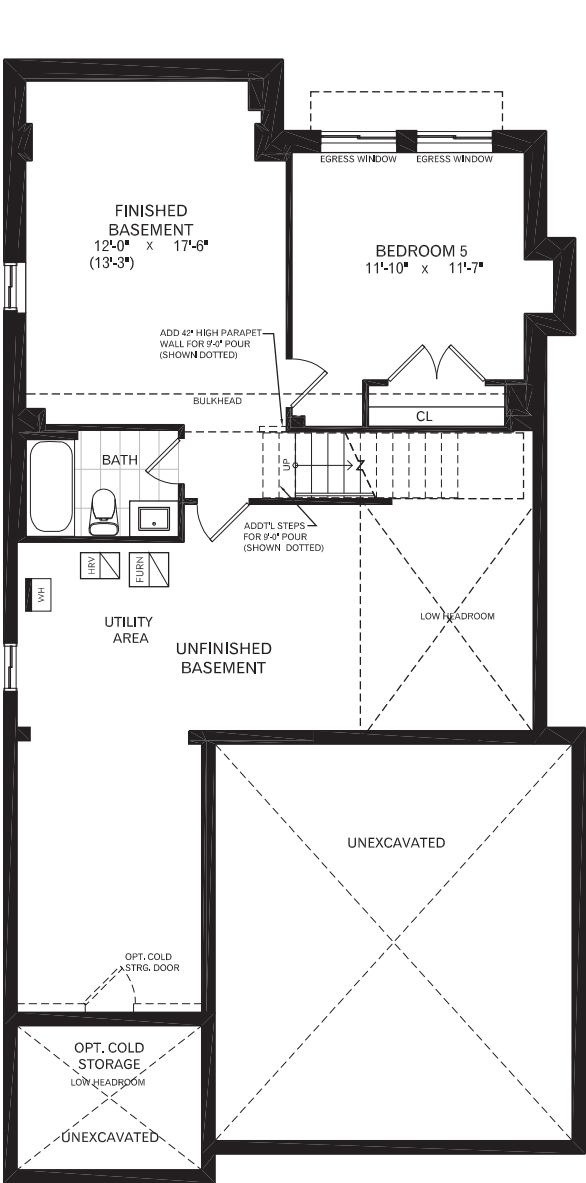 EGRESS WINDOW EGRESS WINDOW
FINISHED
BASEMENT
12'-0" x 17'-6"
(13'-3")
BEDROOM 5
11'-10" x 11'-7"
ADD 42" HIGH PARAPET
WALL FOR 9'-0" POUR
(SHOWN DOTTED)
BULKHEAD
CL
BATH
UP
ADDT'L STEPS
FOR 9'-0" POUR
(SHOWN DOTTED)
HRV
FURN
WH
UTILITY
AREA
UNFINISHED
BASEMENT
LOW HEADROOM
UNEXCAVATED
OPT. COLD
STRG. DOOR
OPT. COLD
STORAGE
LOW HEADROOM
UNEXCAVATED